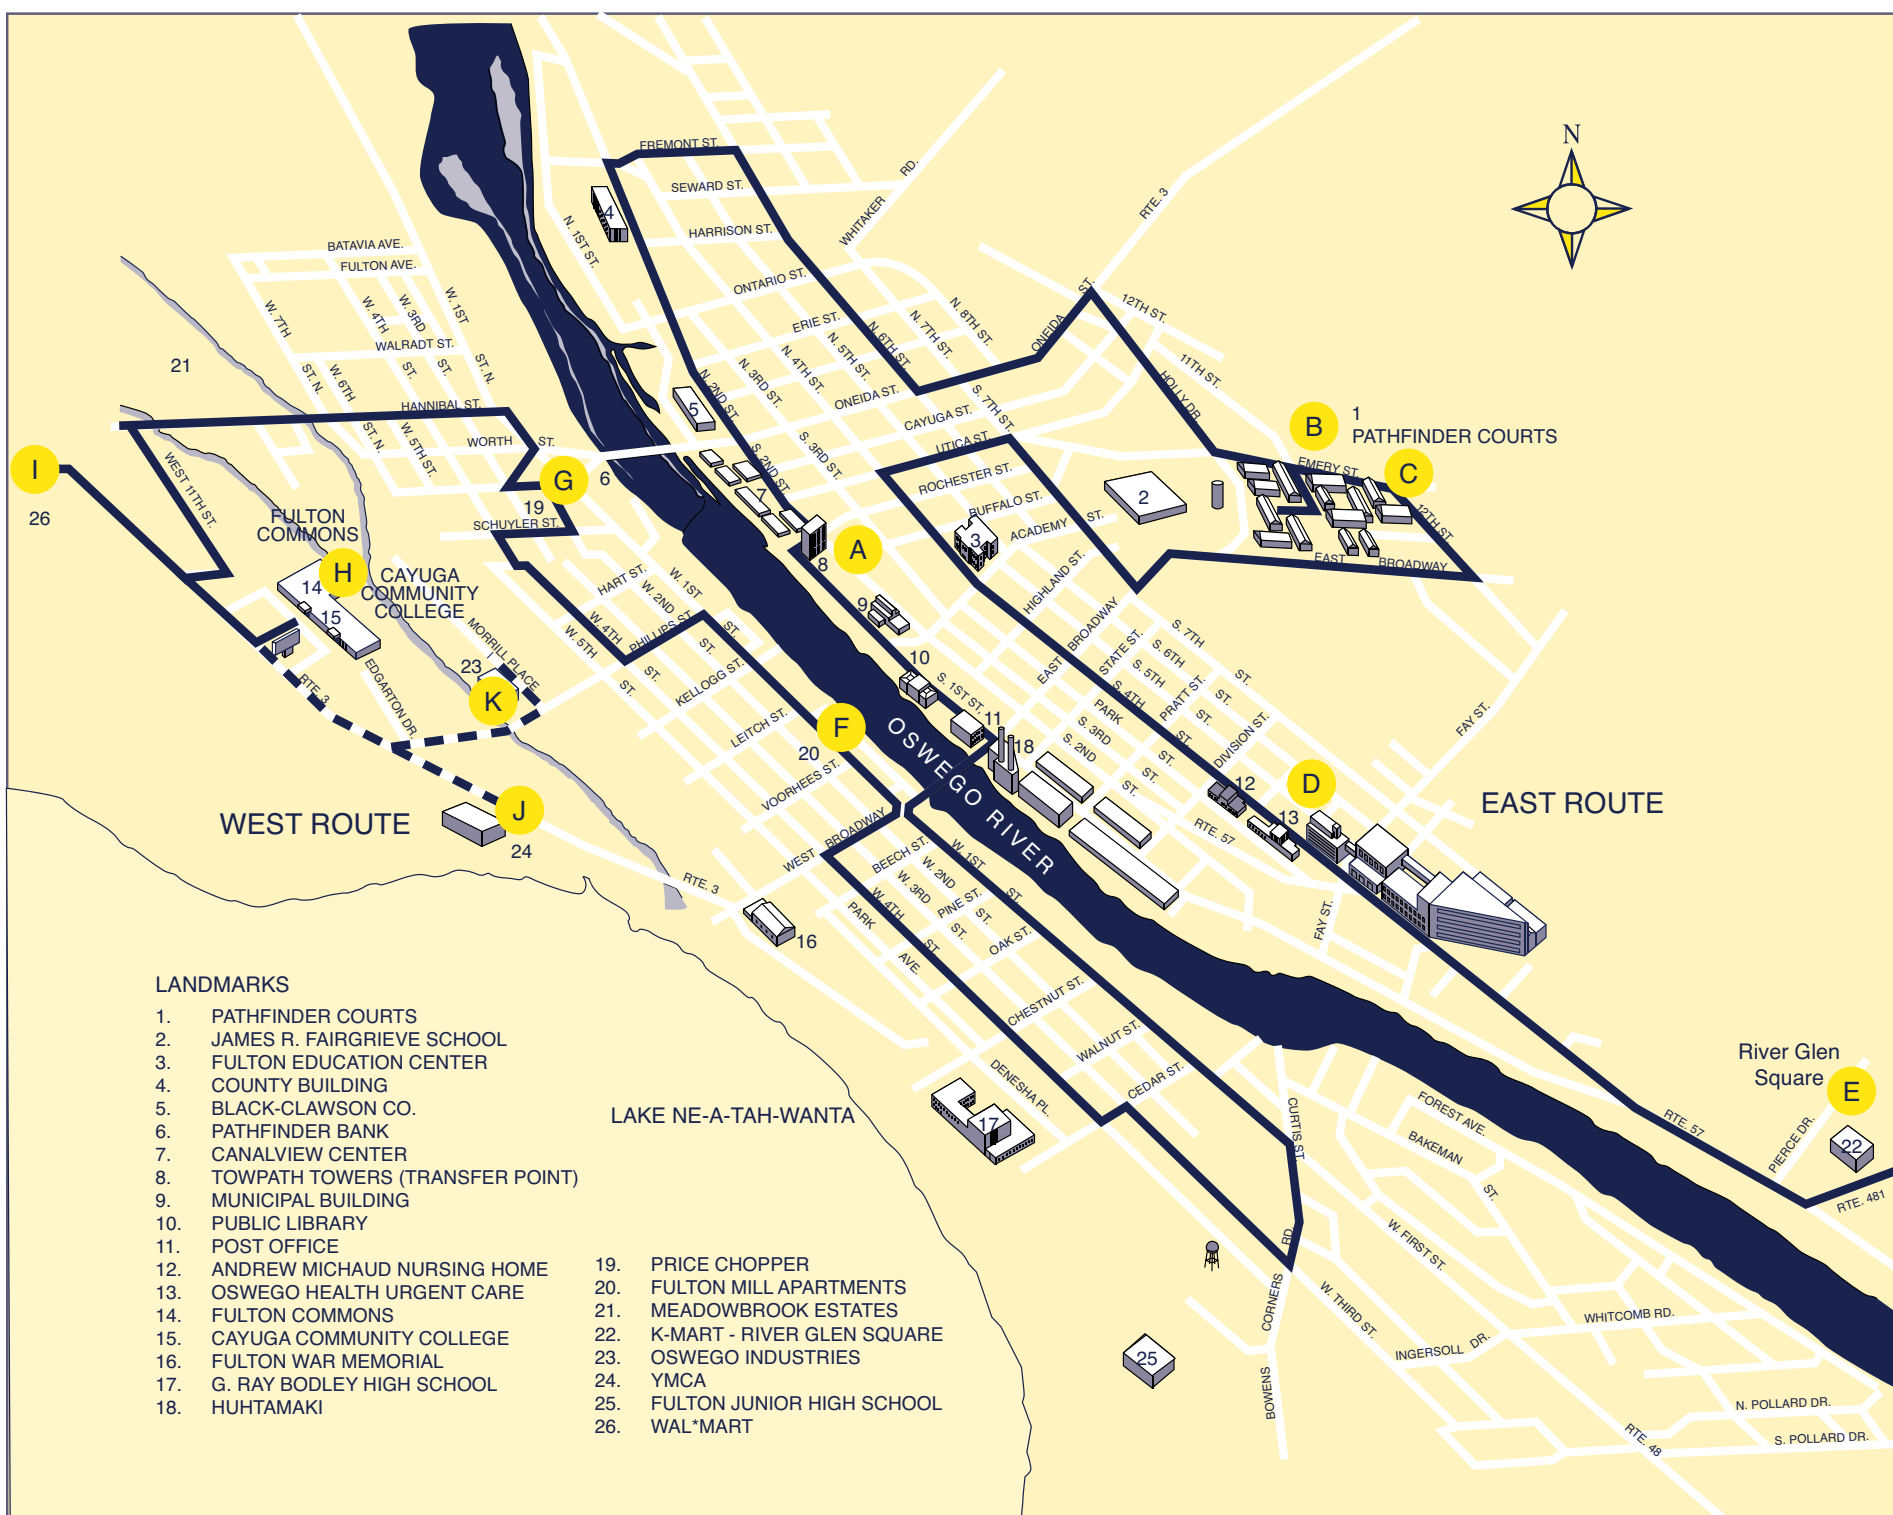 N
FREMONT ST.
SEWARD ST.
HARRISON ST.
WHITAKER RD.
RTE. 3
4
N. 1ST ST.
ONTARIO ST.
ERIE ST.
N. 8TH ST.
N. 7TH ST.
N. 6TH ST.
N. 5TH ST.
N. 4TH ST.
N. 3RD ST.
N. 2ND ST.
ONEIDA ST.
ONEIDA ST.
CAYUGA ST.
UTICA ST.
S. 7TH ST.
ROCHESTER ST.
BUFFALO ST.
ACADEMY ST.
12TH ST.
11TH ST.
HOLLY DR.
B
1
PATHFINDER COURTS
EMERY ST.
C
12TH ST.
EAST BROADWAY
2
3
BATAVIA AVE.
FULTON AVE.
W. 7TH ST. N.
W. 4TH ST.
W. 3RD ST.
W. 1ST ST. N.
WALRADT ST.
W. 6TH ST. N.
W. 5TH ST.
21
HANNIBAL ST.
WORTH ST.
5
S. 2ND ST.
S. 3RD ST.
6
7
8
A
I
26
WEST 11TH ST.
G
19
SCHUYLER ST.
FULTON
COMMONS
H
14
15
CAYUGA
COMMUNITY
COLLEGE
MORRILL PLACE
23
K
EDGARTON DR.
RTE. 3
HART ST.
W. 1ST ST.
W. 2ND ST.
PHILLIPS ST.
W. 4TH ST.
W. 5TH ST.
KELLOGG ST.
LEITCH ST.
F
20
VOORHEES ST.
WEST BROADWAY
9
10
S. 1ST ST.
11
18
OSWEGO RIVER
HIGHLAND ST.
EAST BROADWAY
STATE ST.
S. 7TH ST.
S. 6TH ST.
S. 5TH ST.
S. 4TH ST.
PARK
S. 3RD ST.
S. 2ND ST.
PRATT ST.
DIVISION ST.
FAY ST.
12
D
13
RTE. 57
FAY ST.
EAST ROUTE
WEST ROUTE
J
24
RTE. 3
16
BEECH ST.
W. 1ST ST.
W. 2ND ST.
W. 3RD ST.
W. 4TH ST.
PARK AVE.
PINE ST.
OAK ST.
CHESTNUT ST.
WALNUT ST.
CEDAR ST.
DENESHA PL.
17
LAKE NE-A-TAH-WANTA
River Glen
Square
E
22
RTE. 57
PIERCE DR.
RTE. 481
CURTIS ST.
FOREST AVE.
BAKEMAN ST.
W. FIRST ST.
W. THIRD ST.
BOWENS CORNERS RD.
WHITCOMB RD.
INGERSOLL DR.
N. POLLARD DR.
S. POLLARD DR.
RTE. 48
25
LANDMARKS
1. PATHFINDER COURTS
2. JAMES R. FAIRGRIEVE SCHOOL
3. FULTON EDUCATION CENTER
4. COUNTY BUILDING
5. BLACK-CLAWSON CO.
6. PATHFINDER BANK
7. CANALVIEW CENTER
8. TOWPATH TOWERS (TRANSFER POINT)
9. MUNICIPAL BUILDING
10. PUBLIC LIBRARY
11. POST OFFICE
12. ANDREW MICHAUD NURSING HOME
13. OSWEGO HEALTH URGENT CARE
14. FULTON COMMONS
15. CAYUGA COMMUNITY COLLEGE
16. FULTON WAR MEMORIAL
17. G. RAY BODLEY HIGH SCHOOL
18. HUHTAMAKI
19. PRICE CHOPPER
20. FULTON MILL APARTMENTS
21. MEADOWBROOK ESTATES
22. K-MART - RIVER GLEN SQUARE
23. OSWEGO INDUSTRIES
24. YMCA
25. FULTON JUNIOR HIGH SCHOOL
26. WAL*MART